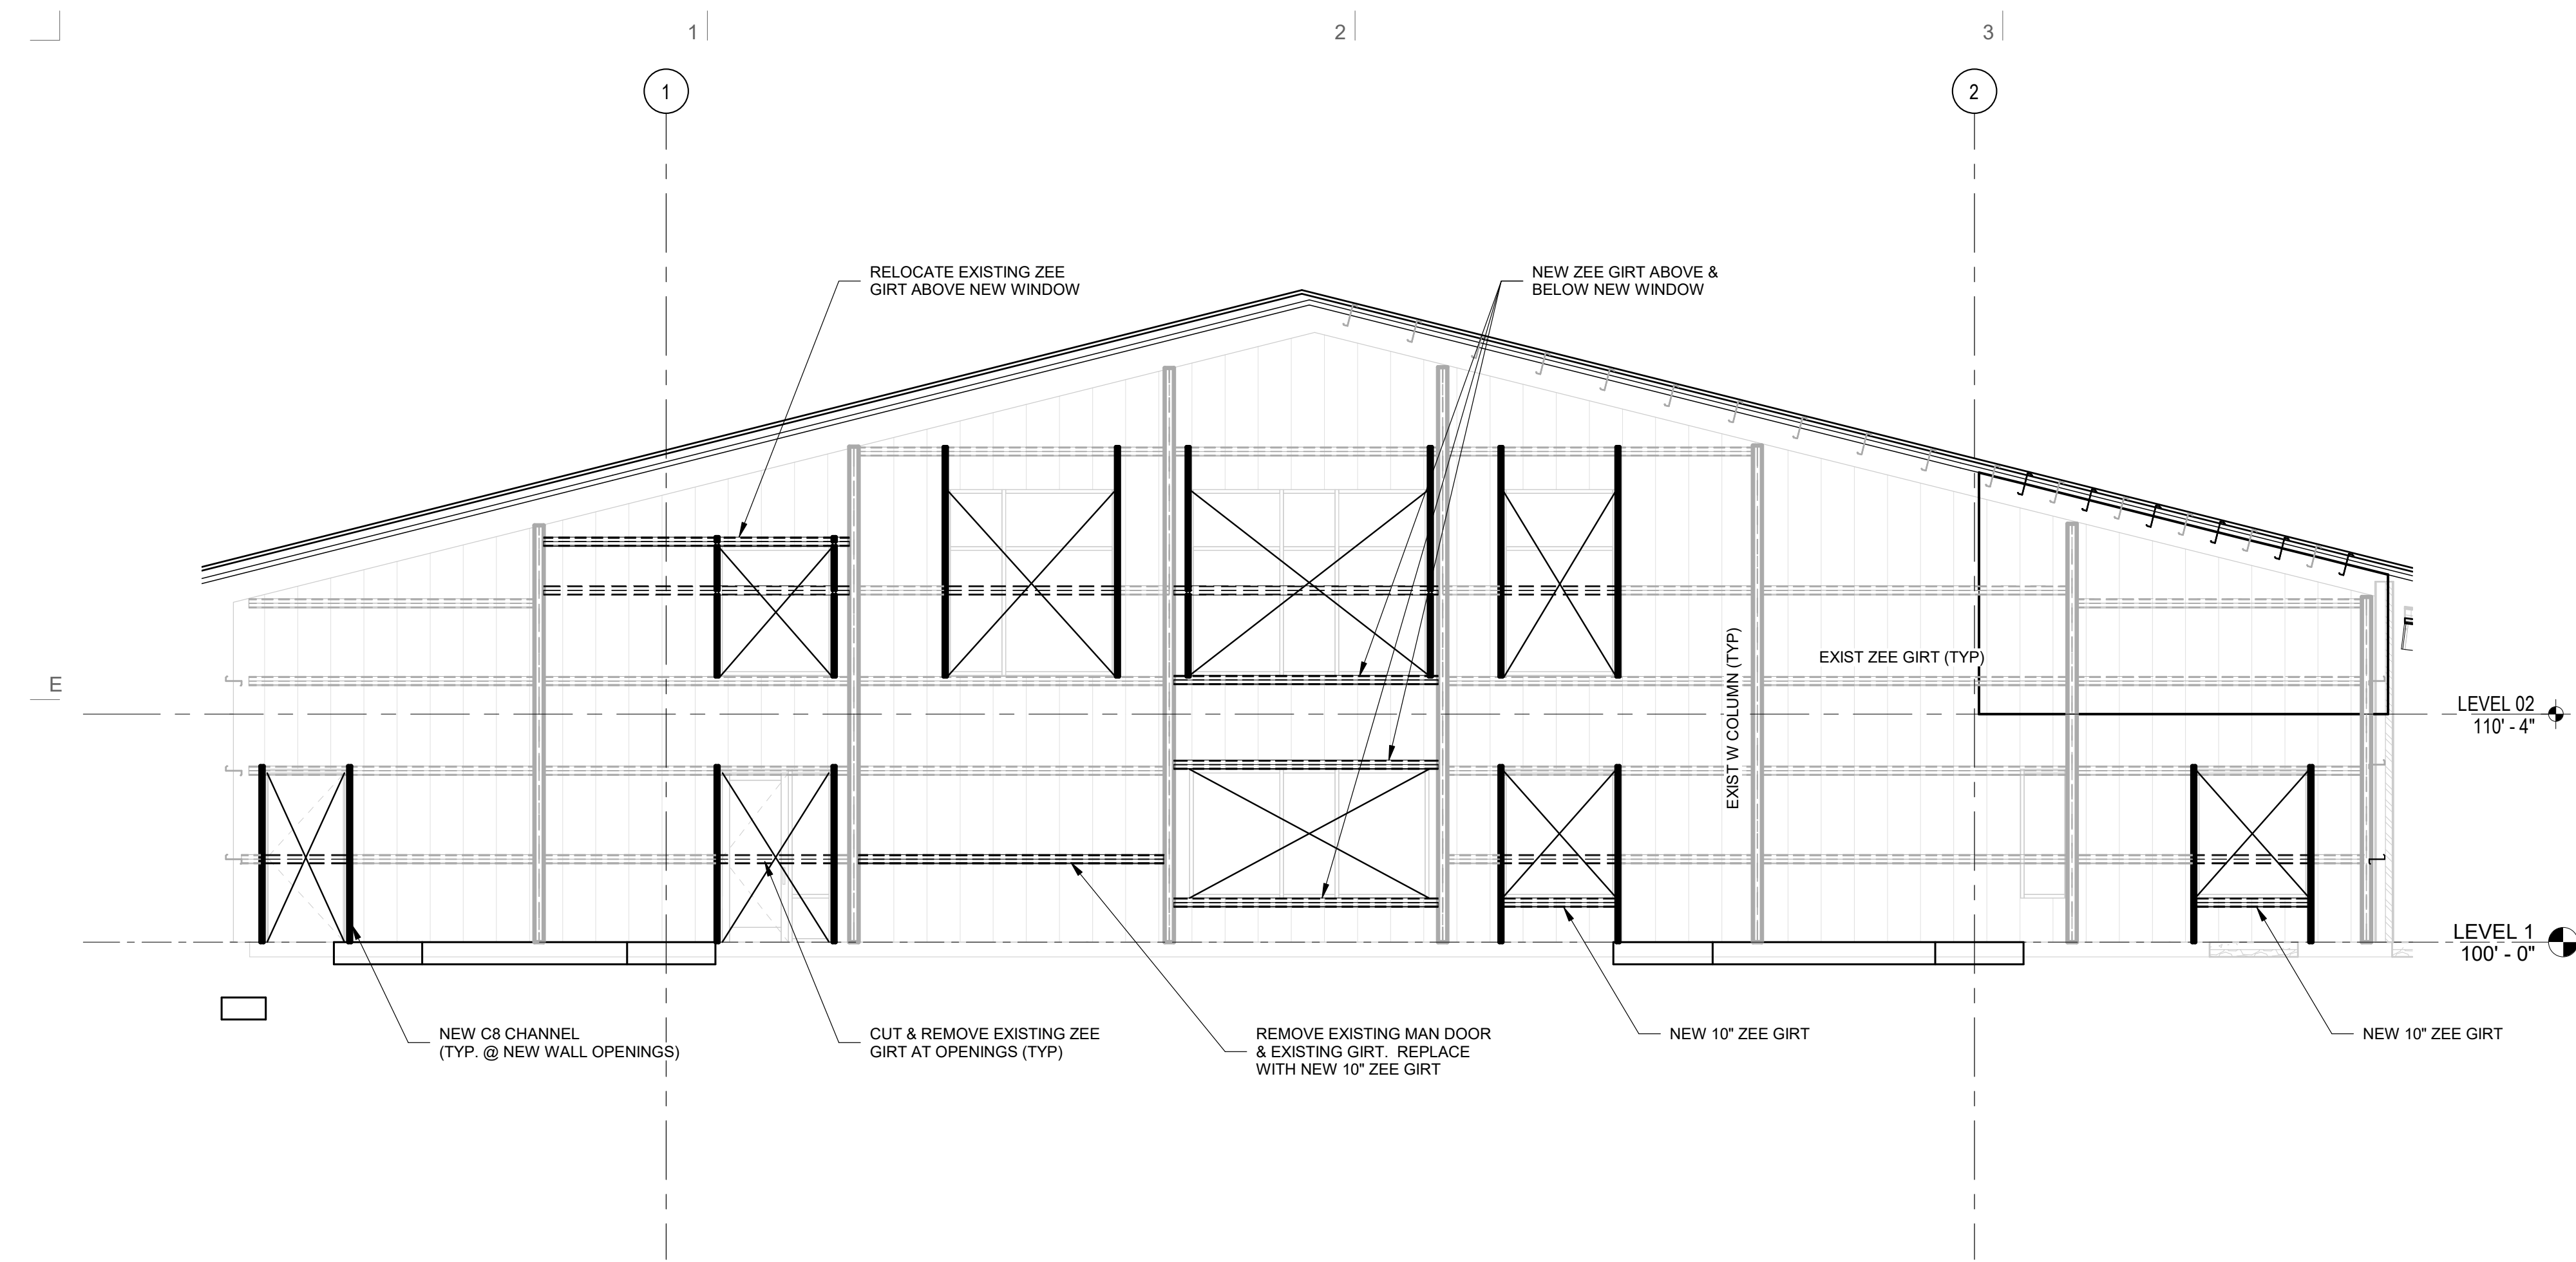 1
2
3
1
2
RELOCATE EXISTING ZEE
GIRT ABOVE NEW WINDOW
NEW ZEE GIRT ABOVE &
BELOW NEW WINDOW
EXIST W COLUMN (TYP)
EXIST ZEE GIRT (TYP)
E
LEVEL 02
110' - 4"
LEVEL 1
100' - 0"
NEW C8 CHANNEL
(TYP. @ NEW WALL OPENINGS)
CUT & REMOVE EXISTING ZEE
GIRT AT OPENINGS (TYP)
REMOVE EXISTING MAN DOOR
& EXISTING GIRT. REPLACE
WITH NEW 10" ZEE GIRT
NEW 10" ZEE GIRT
NEW 10" ZEE GIRT